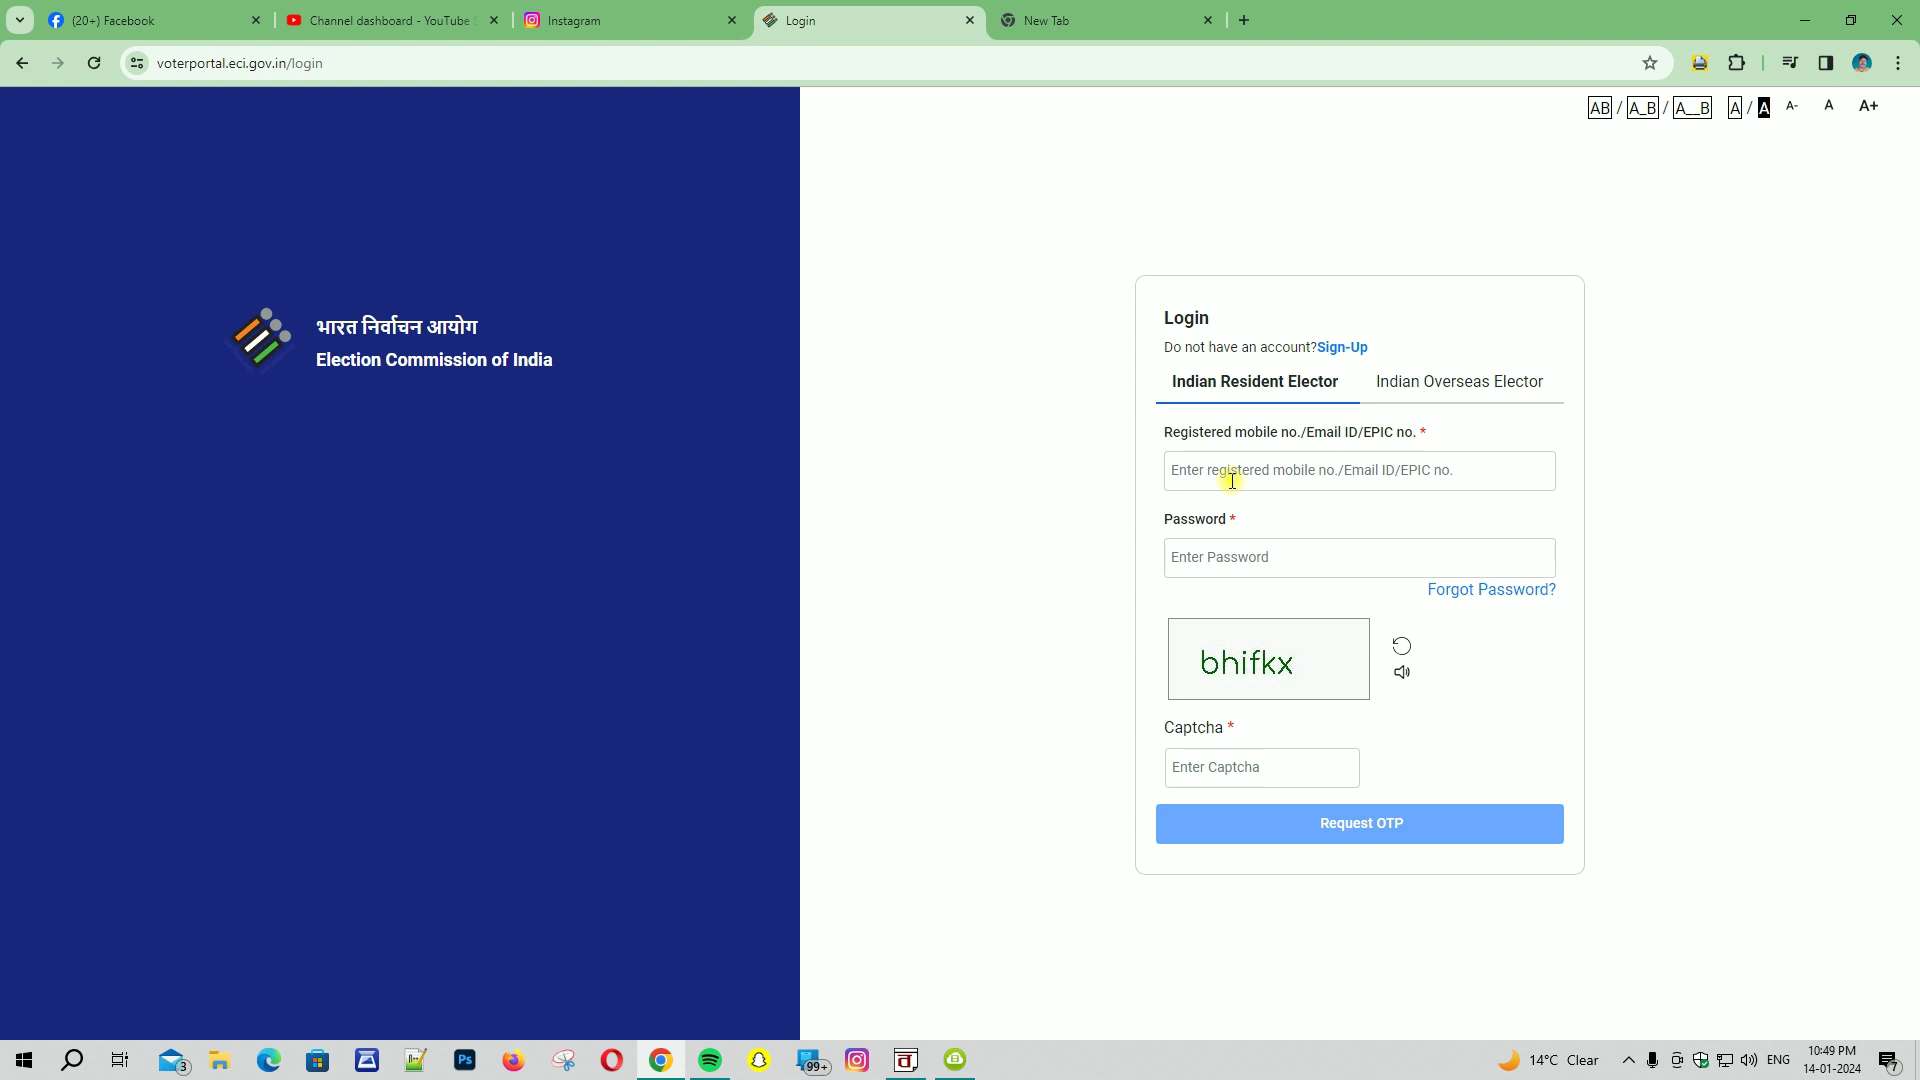 (20+) Facebook
Channel dashboard - YouTube S
Instagram
Login
New Tab
voterportal.eci.gov.in/login
AB / A_B / A__B A / A A- A A+
भारत निर्वाचन आयोग
Election Commission of India
Login
Do not have an account?Sign-Up
Indian Resident Elector
Indian Overseas Elector
Registered mobile no./Email ID/EPIC no. *
Enter registered mobile no./Email ID/EPIC no.
Password *
Enter Password
Forgot Password?
bhifkx
Captcha *
Enter Captcha
Request OTP
3
Ps
99+
14°C Clear
ENG
10:49 PM
14-01-2024
7